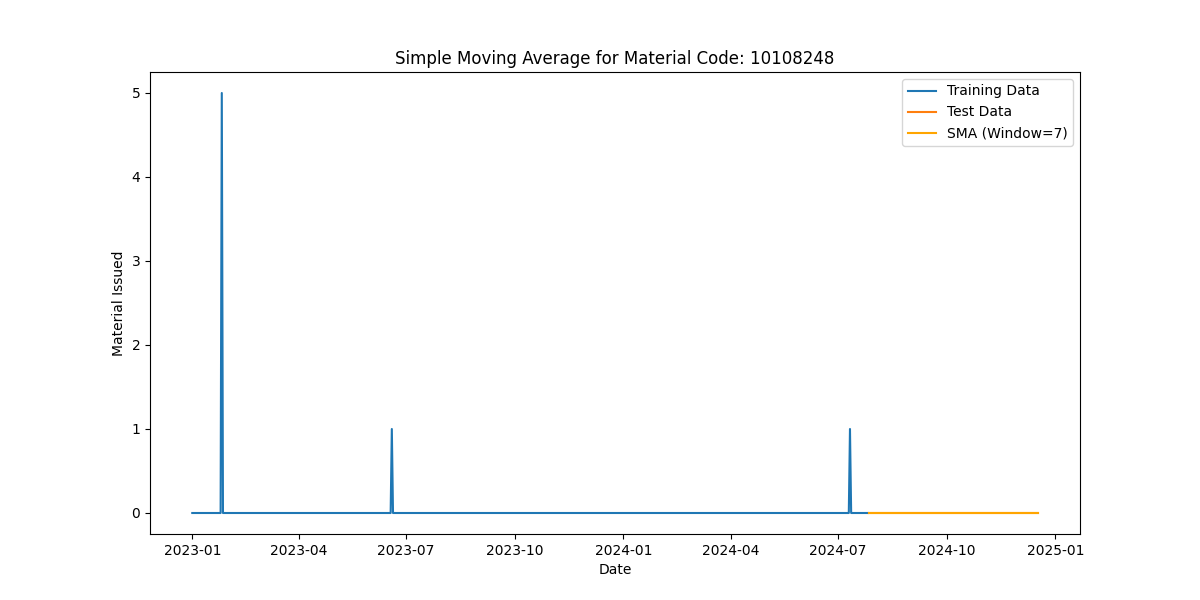 Simple Moving Average for Material Code: 10108248
Training Data
Test Data
SMA (Window=7)
Material Issued
5
4
3
2
1
0
2023-01 2023-04 2023-07 2023-10 2024-01 2024-04 2024-07 2024-10 2025-01
Date